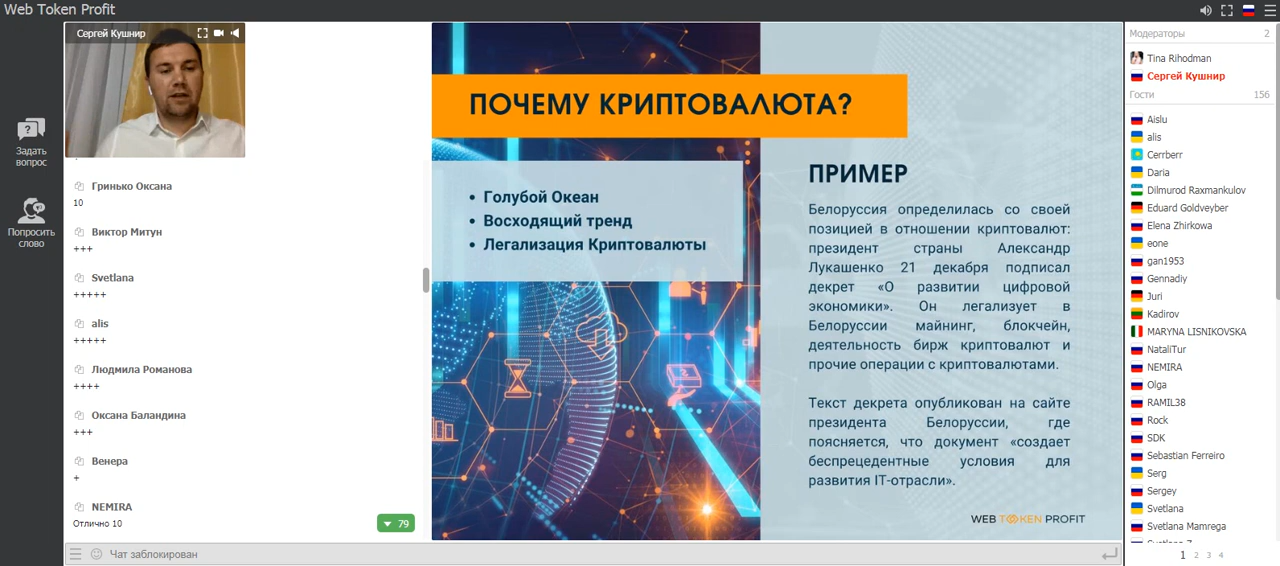 Web Token Profit
Сергей Кушнир
Задать
вопрос
Попросить
слово
Гринько Оксана
10
Виктор Митун
+++
Svetlana
+++++
alis
+++++
Людмила Романова
++++
Оксана Баландина
+++
Венера
+
NEMIRA
Отлично 10
79
Чат заблокирован
ПОЧЕМУ КРИПТОВАЛЮТА?
• Голубой Океан
• Восходящий тренд
• Легализация Криптовалюты
ПРИМЕР
Белоруссия определилась со своей
позицией в отношении криптовалют:
президент страны Александр
Лукашенко 21 декабря подписал
декрет «О развитии цифровой
экономики». Он легализует в
Белоруссии майнинг, блокчейн,
деятельность бирж криптовалют и
прочие операции с криптовалютами.
Текст декрета опубликован на сайте
президента Белоруссии, где
поясняется, что документ «создает
беспрецедентные условия для
развития IT-отрасли».
WEB TOKEN PROFIT
Модераторы 2
Tina Rihodman
Сергей Кушнир
Гости 156
Aislu
alis
Cerrberr
Daria
Dilmurod Raxmankulov
Eduard Goldveyber
Elena Zhirkowa
eone
gan1953
Gennadiy
Juri
Kadirov
MARYNA LISNIKOVSKA
NataliTur
NEMIRA
Olga
RAMIL38
Rock
SDK
Sebastian Ferreiro
Serg
Sergey
Svetlana
Svetlana Mamrega
1 2 3 4